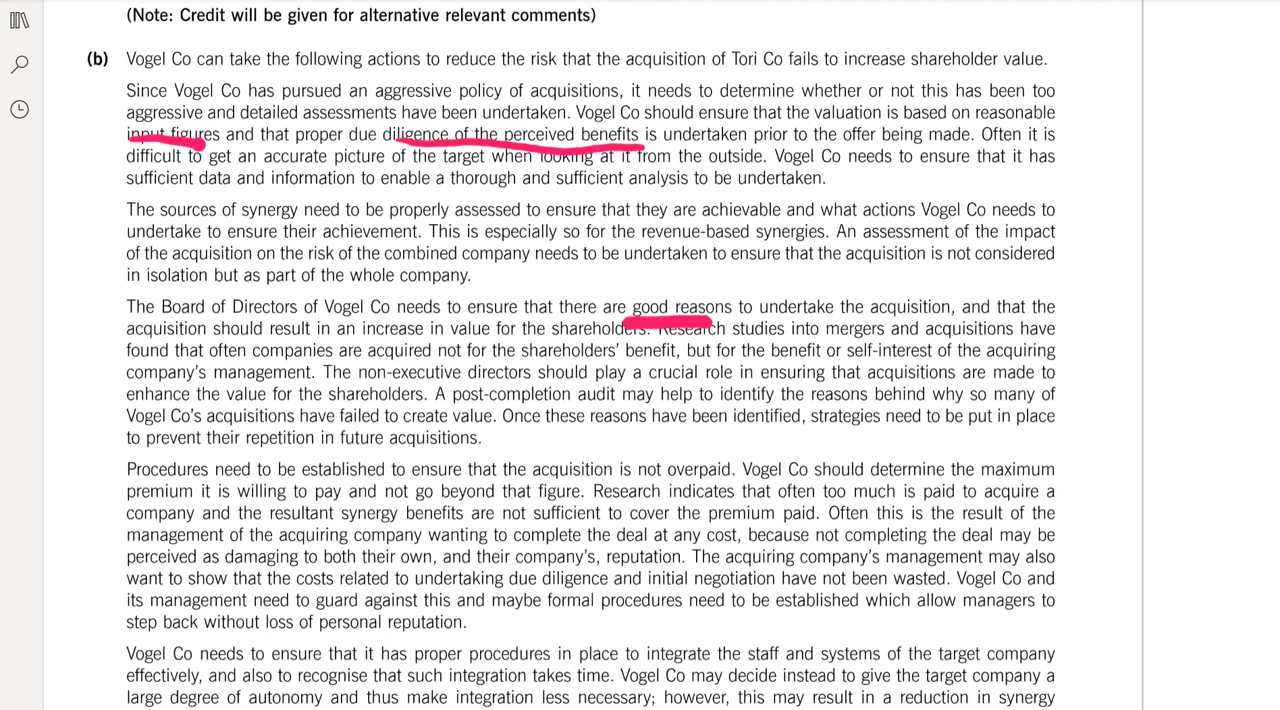 (Note: Credit will be given for alternative relevant comments)
(b) Vogel Co can take the following actions to reduce the risk that the acquisition of Tori Co fails to increase shareholder value.
Since Vogel Co has pursued an aggressive policy of acquisitions, it needs to determine whether or not this has been too
aggressive and detailed assessments have been undertaken. Vogel Co should ensure that the valuation is based on reasonable
input figures and that proper due diligence of the perceived benefits is undertaken prior to the offer being made. Often it is
difficult to get an accurate picture of the target when looking at it from the outside. Vogel Co needs to ensure that it has
sufficient data and information to enable a thorough and sufficient analysis to be undertaken.
The sources of synergy need to be properly assessed to ensure that they are achievable and what actions Vogel Co needs to
undertake to ensure their achievement. This is especially so for the revenue-based synergies. An assessment of the impact
of the acquisition on the risk of the combined company needs to be undertaken to ensure that the acquisition is not considered
in isolation but as part of the whole company.
The Board of Directors of Vogel Co needs to ensure that there are good reasons to undertake the acquisition, and that the
acquisition should result in an increase in value for the shareholders. Research studies into mergers and acquisitions have
found that often companies are acquired not for the shareholders' benefit, but for the benefit or self-interest of the acquiring
company's management. The non-executive directors should play a crucial role in ensuring that acquisitions are made to
enhance the value for the shareholders. A post-completion audit may help to identify the reasons behind why so many of
Vogel Co's acquisitions have failed to create value. Once these reasons have been identified, strategies need to be put in place
to prevent their repetition in future acquisitions.
Procedures need to be established to ensure that the acquisition is not overpaid. Vogel Co should determine the maximum
premium it is willing to pay and not go beyond that figure. Research indicates that often too much is paid to acquire a
company and the resultant synergy benefits are not sufficient to cover the premium paid. Often this is the result of the
management of the acquiring company wanting to complete the deal at any cost, because not completing the deal may be
perceived as damaging to both their own, and their company's, reputation. The acquiring company's management may also
want to show that the costs related to undertaking due diligence and initial negotiation have not been wasted. Vogel Co and
its management need to guard against this and maybe formal procedures need to be established which allow managers to
step back without loss of personal reputation.
Vogel Co needs to ensure that it has proper procedures in place to integrate the staff and systems of the target company
effectively, and also to recognise that such integration takes time. Vogel Co may decide instead to give the target company a
large degree of autonomy and thus make integration less necessary; however, this may result in a reduction in synergy